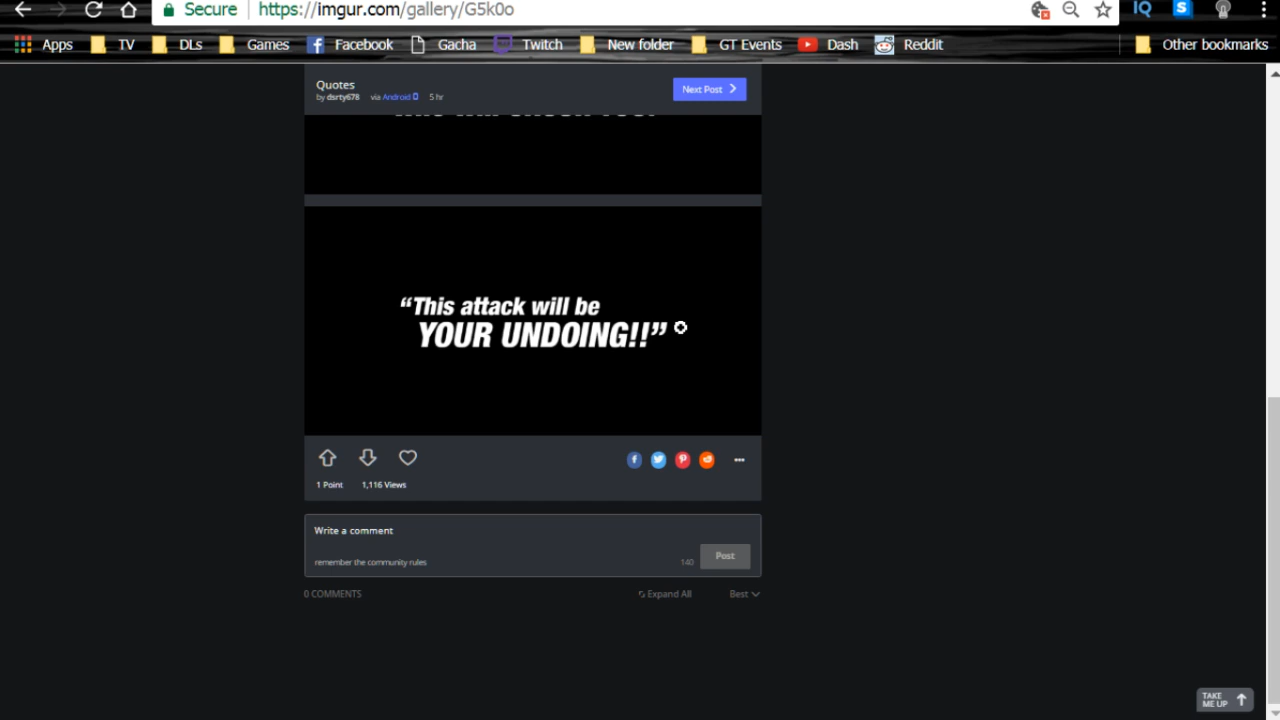 Secure https://imgur.com/gallery/G5k0o IQ S
Apps TV DLs Games Facebook Gacha Twitch New folder GT Events Dash Reddit Other bookmarks
Quotes
by dsrty678 via Android 5 hr
Next Post
“This attack will be
YOUR UNDOING!!”
1 Point 1,116 Views
Write a comment
remember the community rules 140 Post
0 COMMENTS Expand All Best
TAKE
ME UP